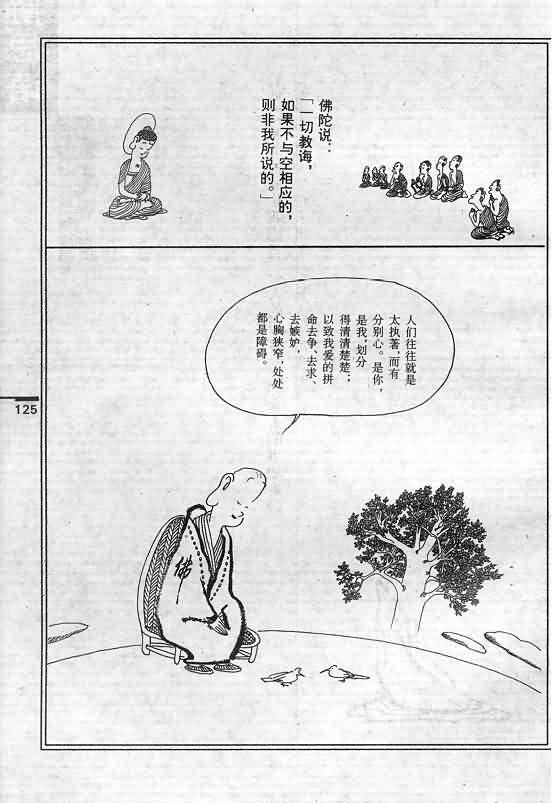 佛陀说：
「一切教诲，
如果不与空相应的，
则非我所说的。」
人们往往就是
太执著，而有
分别心。是你，
是我，划分
得清清楚楚；
以致我爱的拼
命去争、去求、
去嫉妒，
心胸狭窄，处处
都是障碍。
125
佛